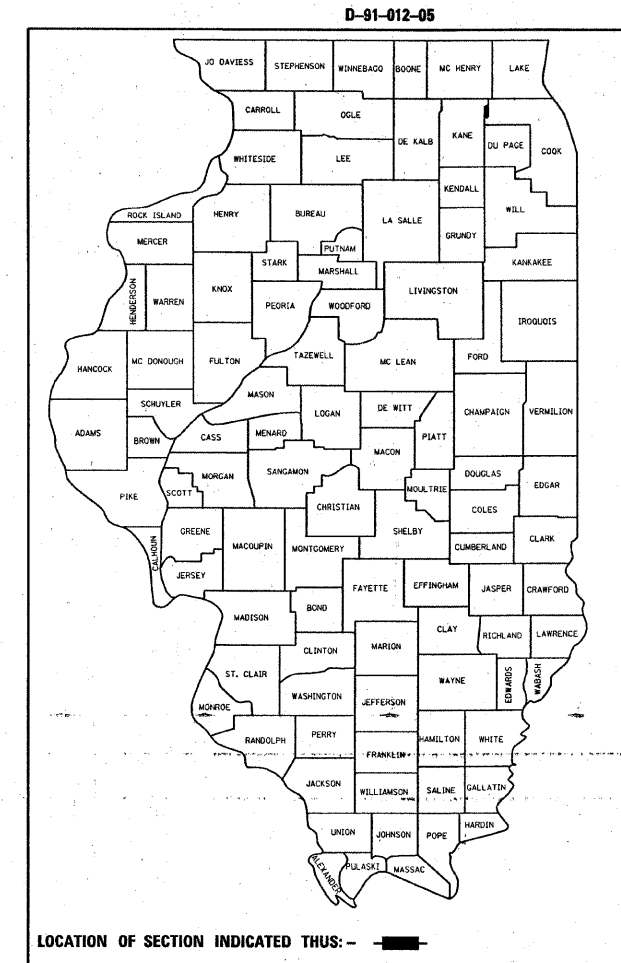 D-91-012-05
JO DAVIESS STEPHENSON WINNEBAGO BOONE MC HENRY LAKE
CARROLL OGLE
DE KALB KANE DU PAGE COOK
WHITESIDE LEE
KENDALL
ROCK ISLAND HENRY BUREAU LA SALLE WILL
MERCER PUTNAM GRUNDY
STARK MARSHALL KANKAKEE
HENDERSON WARREN KNOX PEORIA WOODFORD LIVINGSTON
IROQUOIS
HANCOCK MC DONOUGH FULTON TAZEWELL MC LEAN FORD
SCHUYLER MASON
LOGAN DE WITT CHAMPAIGN VERMILION
ADAMS BROWN CASS MENARD PIATT
MACON
SCOTT MORGAN SANGAMON DOUGLAS EDGAR
PIKE CHRISTIAN MOULTRIE
COLES
GREENE MACOUPIN SHELBY
CALHOUN MONTGOMERY CUMBERLAND CLARK
JERSEY
FAYETTE EFFINGHAM JASPER CRAWFORD
MADISON BOND
CLINTON MARION CLAY RICHLAND LAWRENCE
ST. CLAIR
WASHINGTON WAYNE EDWARDS WABASH
MONROE JEFFERSON
RANDOLPH PERRY HAMILTON WHITE
FRANKLIN
JACKSON WILLIAMSON SALINE GALLATIN
UNION JOHNSON POPE HARDIN
ALEXANDER PULASKI MASSAC
LOCATION OF SECTION INDICATED THUS: -